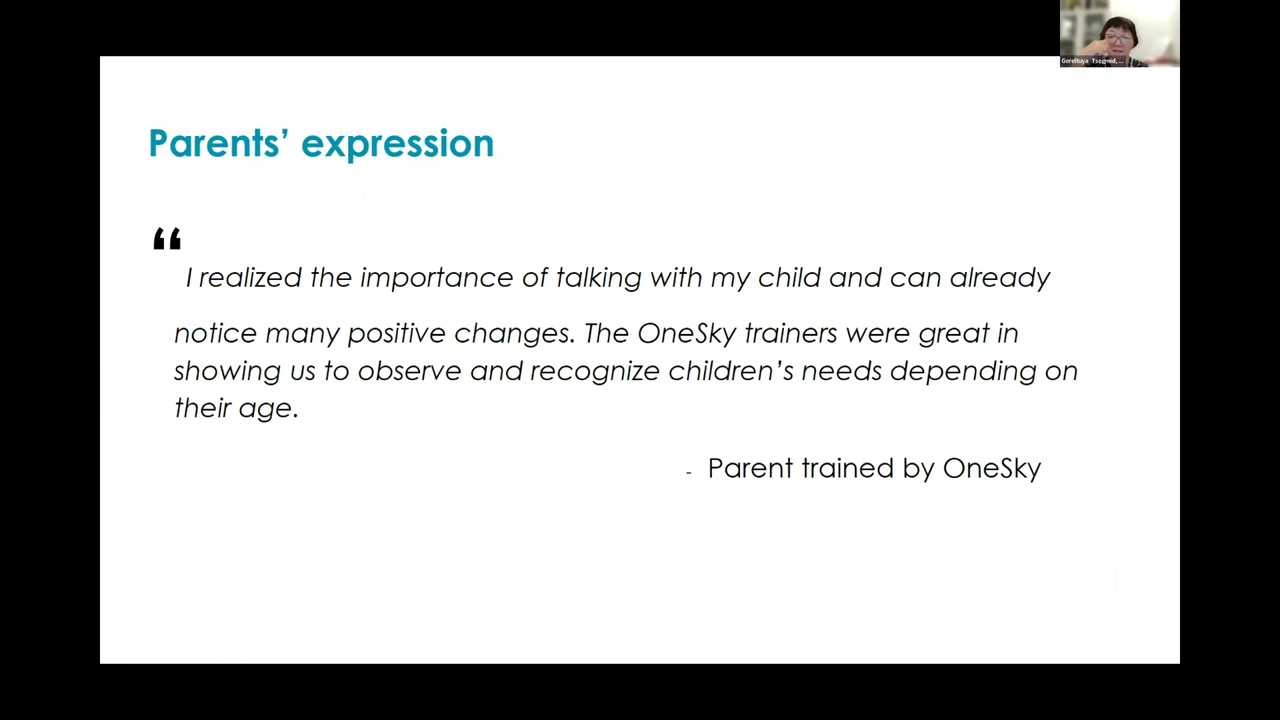 Gereltuya Tsegmid, ...
Parents’ expression
“
I realized the importance of talking with my child and can already
notice many positive changes. The OneSky trainers were great in
showing us to observe and recognize children’s needs depending on
their age.
- Parent trained by OneSky